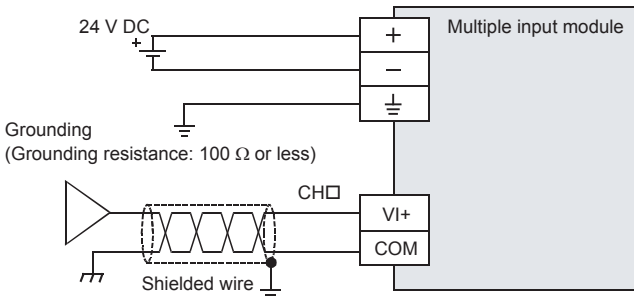 24 V DC
+
+
Multiple input module
−
Grounding
(Grounding resistance: 100 Ω or less)
CH□
VI+
COM
Shielded wire